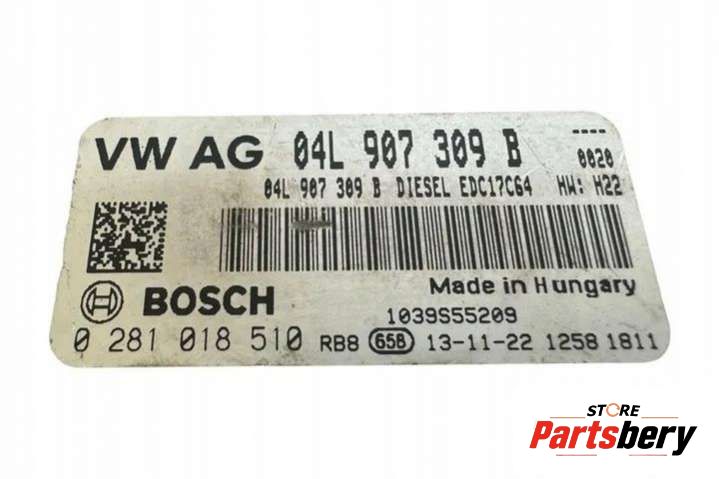 VW AG 04L 907 309 B ----
0020
04L 907 309 B DIESEL EDC17C64 HW: H22
Made in Hungary
BOSCH 1039S55209
0 281 018 510 RB8 658 13-11-22 1258 1811
STORE
Partsbery